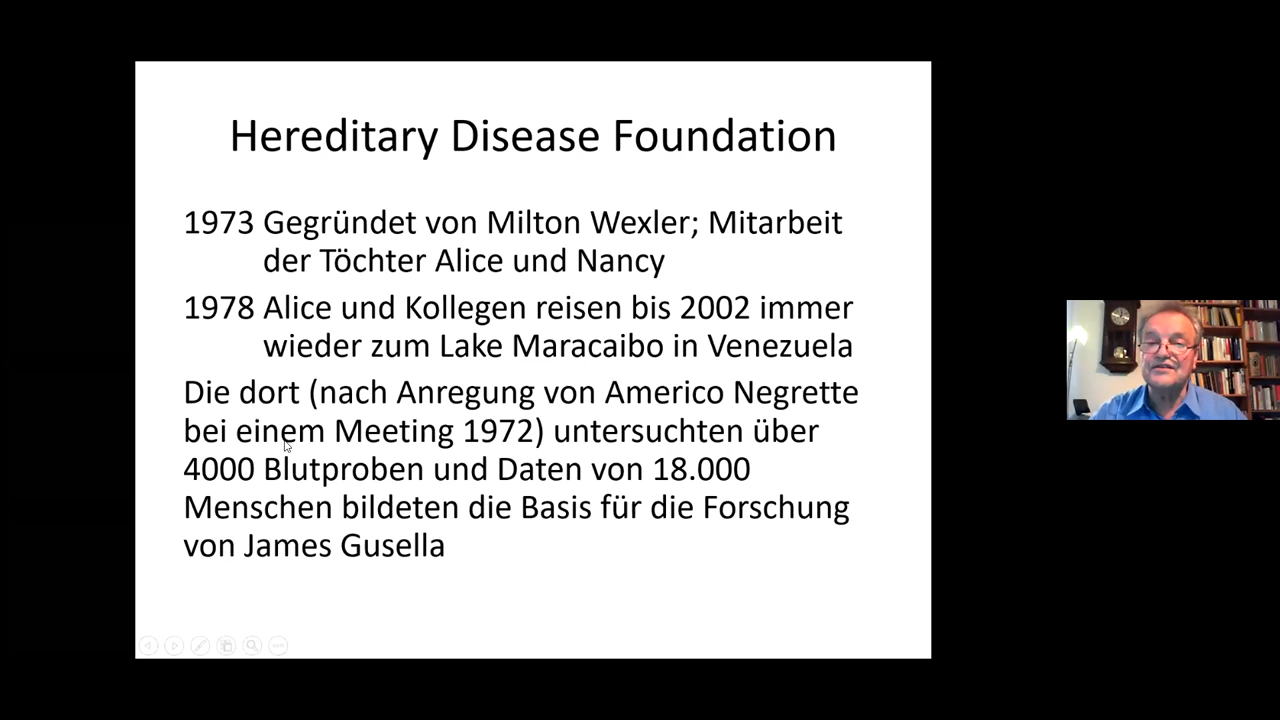 Hereditary Disease Foundation
1973 Gegründet von Milton Wexler; Mitarbeit
der Töchter Alice und Nancy
1978 Alice und Kollegen reisen bis 2002 immer
wieder zum Lake Maracaibo in Venezuela
Die dort (nach Anregung von Americo Negrette
bei einem Meeting 1972) untersuchten über
4000 Blutproben und Daten von 18.000
Menschen bildeten die Basis für die Forschung
von James Gusella